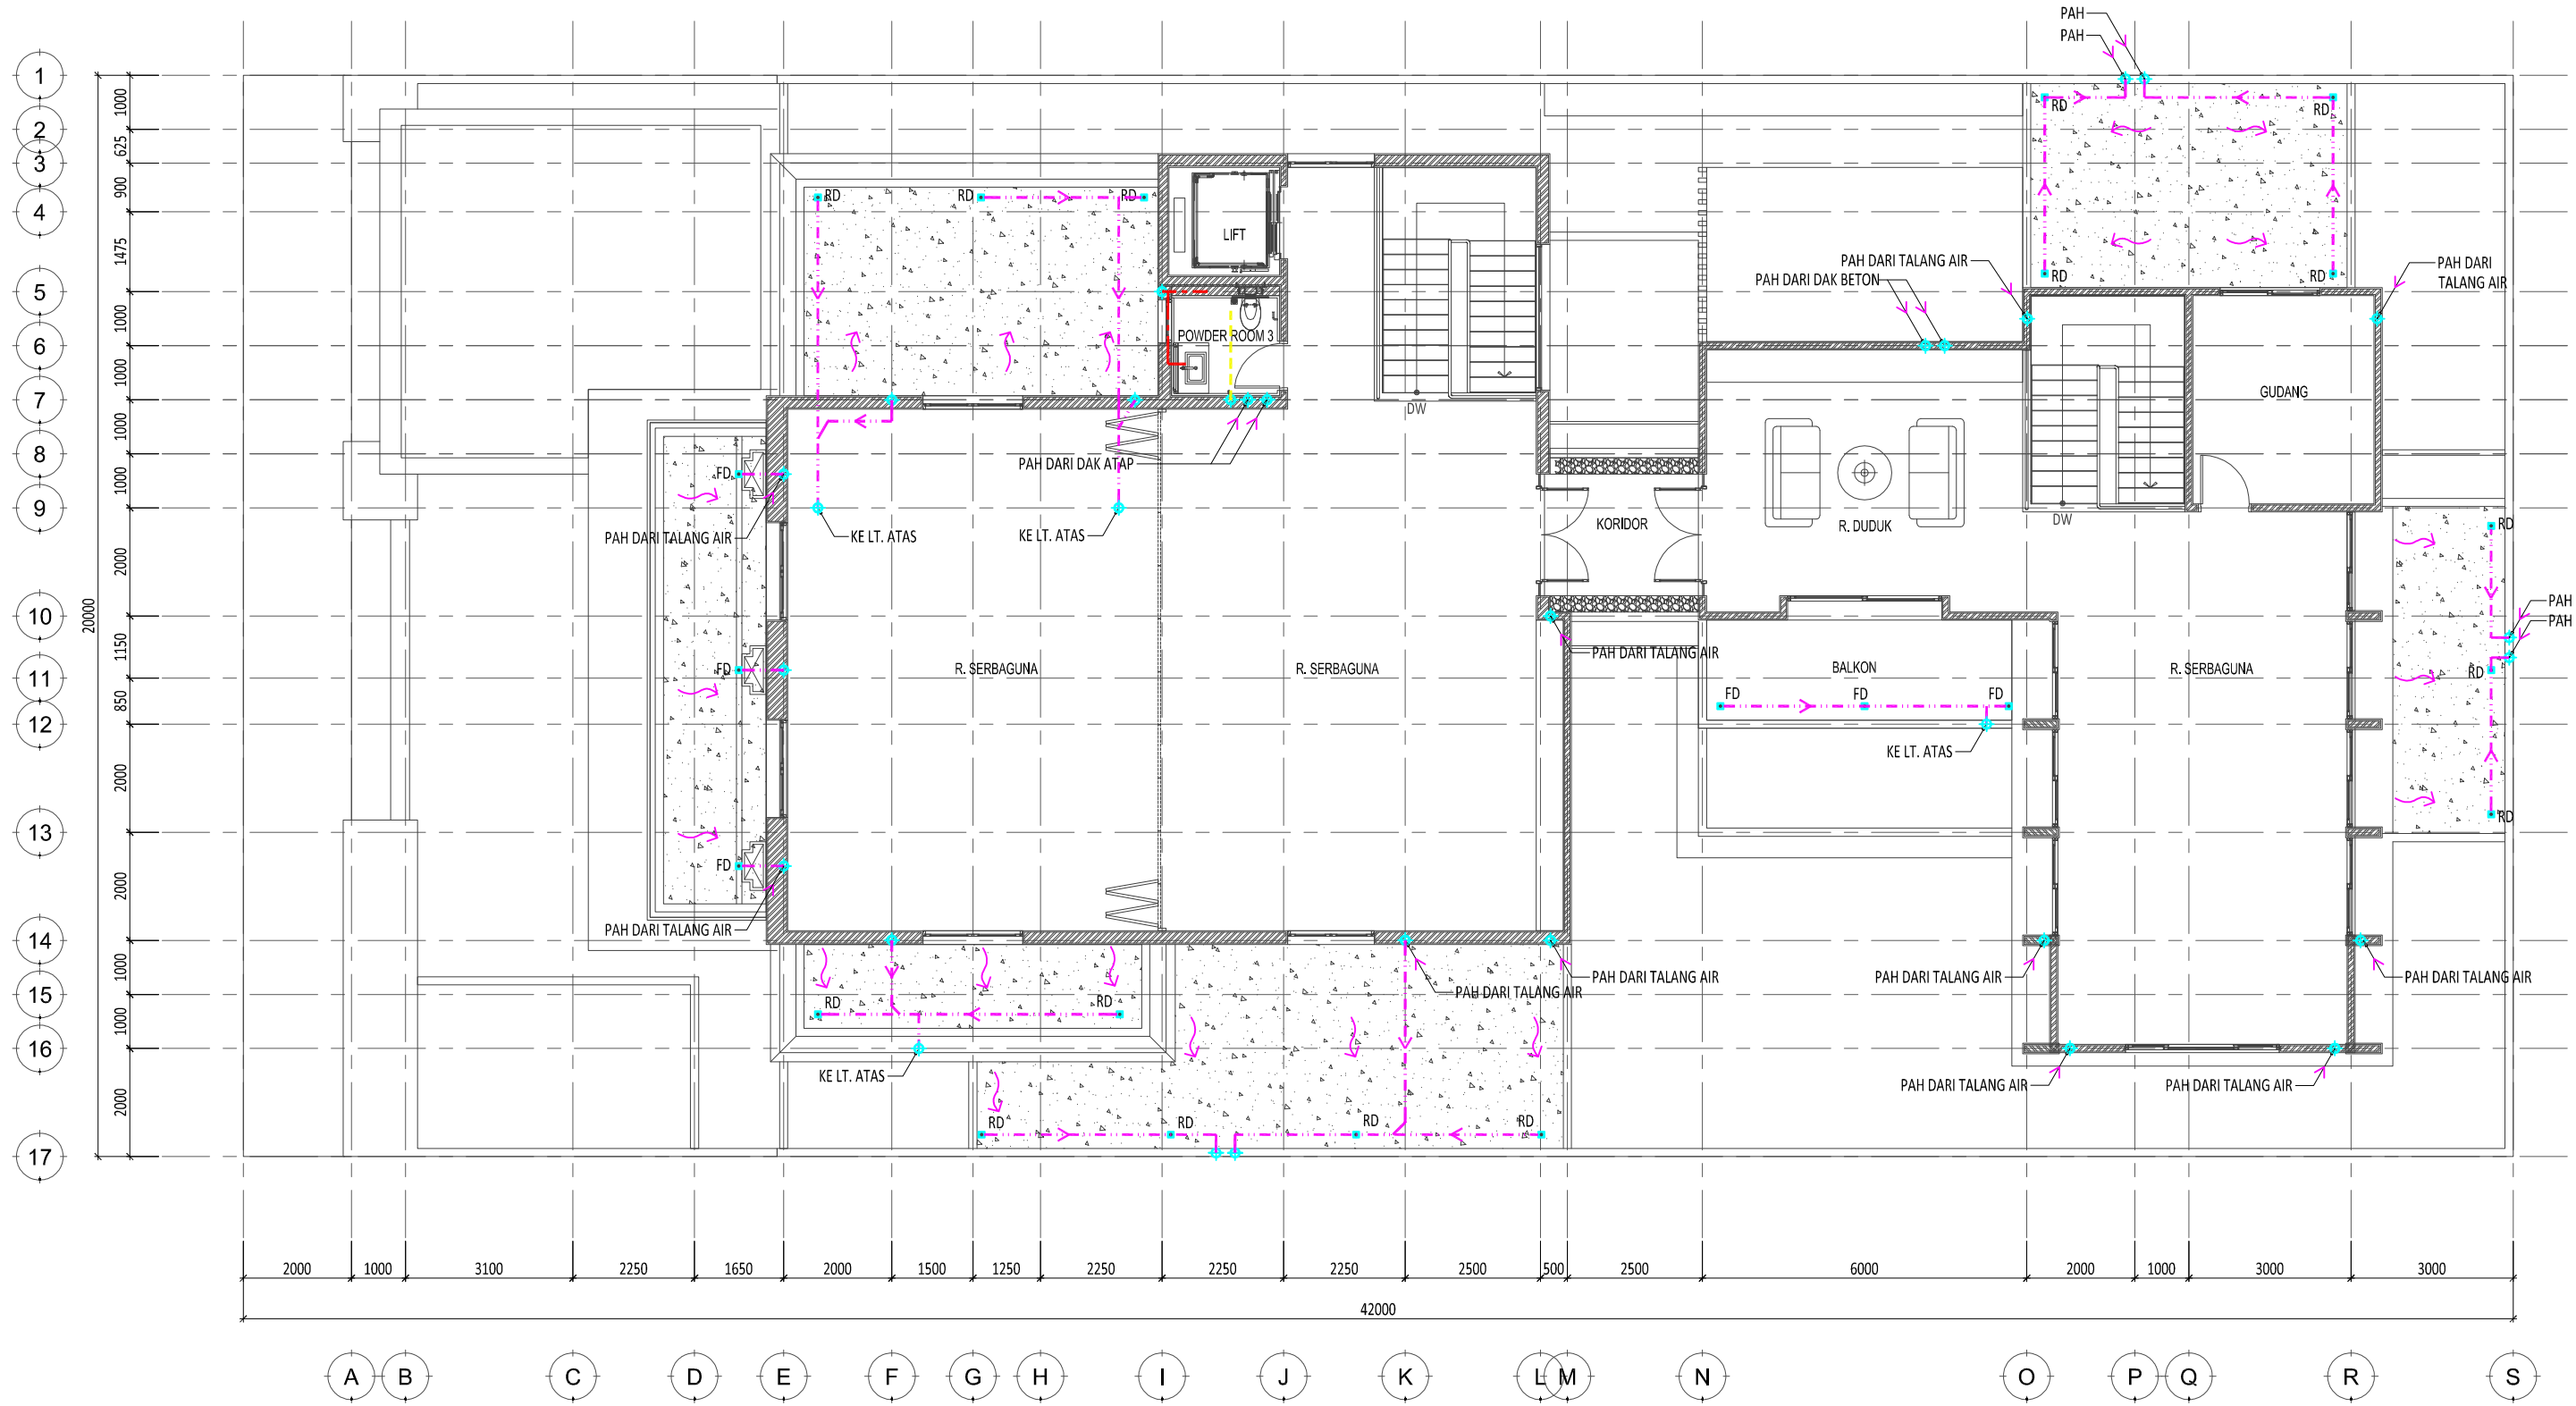 PAH
PAH
1
1000
2
625
3
900
4
1475
5
1000
6
1000
7
1000
8
1000
9
2000
10
1150
11
850
12
2000
13
2000
14
1000
15
1000
16
2000
17
20000
RD
RD
RD
RD
RD
RD
RD
LIFT
POWDER ROOM 3
DW
PAH DARI TALANG AIR
PAH DARI DAK BETON
PAH DARI
TALANG AIR
GUDANG
DW
FD
PAH DARI DAK ATAP
PAH DARI TALANG AIR
KE LT. ATAS
KE LT. ATAS
KORIDOR
R. DUDUK
RD
PAH
PAH
FD
R. SERBAGUNA
R. SERBAGUNA
PAH DARI TALANG AIR
BALKON
R. SERBAGUNA
RD
FD
FD
FD
KE LT. ATAS
RD
FD
PAH DARI TALANG AIR
RD
RD
PAH DARI TALANG AIR
PAH DARI TALANG AIR
PAH DARI TALANG AIR
PAH DARI TALANG AIR
KE LT. ATAS
PAH DARI TALANG AIR
PAH DARI TALANG AIR
RD
RD
RD
RD
2000
1000
3100
2250
1650
2000
1500
1250
2250
2250
2250
2500
500
2500
6000
2000
1000
3000
3000
42000
A
B
C
D
E
F
G
H
I
J
K
L
M
N
O
P
Q
R
S